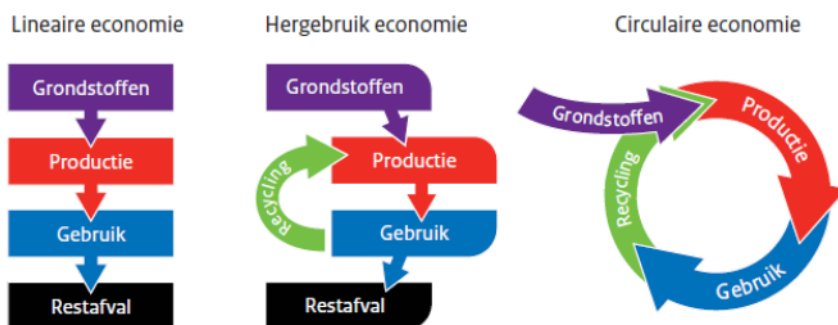 Lineaire economie
Grondstoffen
Productie
Gebruik
Restafval
Hergebruik economie
Grondstoffen
Productie
Recycling
Gebruik
Restafval
Circulaire economie
Grondstoffen
Productie
Recycling
Gebruik